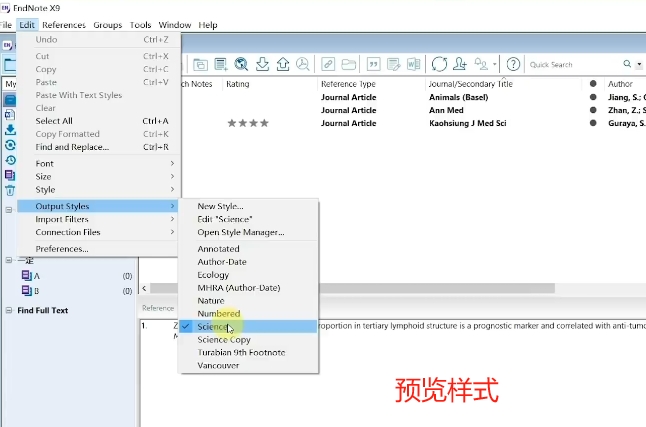 EndNote X9
File Edit References Groups Tools Window Help
Undo Ctrl+Z
Cut Ctrl+X
Copy Ctrl+C
Paste Ctrl+V
Paste With Text Styles
Clear
Select All Ctrl+A
Copy Formatted Ctrl+K
Find and Replace... Ctrl+R
Font
Size
Style
Output Styles
Import Filters
Connection Files
Preferences...
New Style...
Edit "Science"
Open Style Manager...
Annotated
Author-Date
Ecology
MHRA (Author-Date)
Nature
Numbered
Science
Science Copy
Turabian 9th Footnote
Vancouver
Quick Search
My
ch Notes Rating Reference Type Journal/Secondary Title Author
Journal Article Animals (Basel) Jiang, S.;
Journal Article Ann Med Zhan, Z.; S
Journal Article Kaohsiung J Med Sci Guraya, S.
A (0)
B (0)
Find Full Text
Reference
1. Z roportion in tertiary lymphoid structure is a prognostic marker and correlated with anti-tumo
预览样式